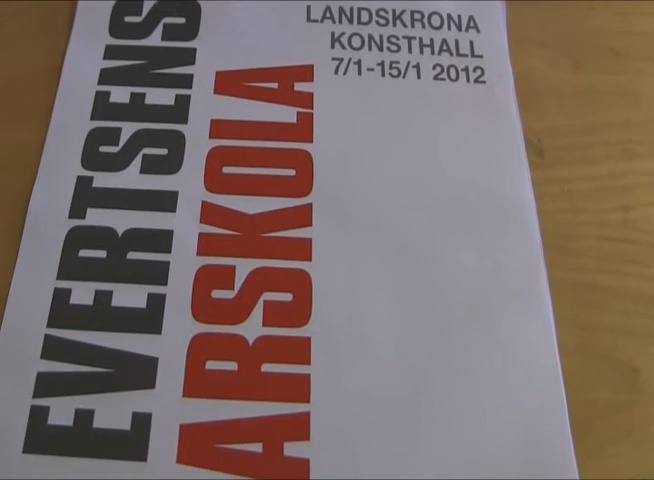 EVERTSENS
ARSKOLA
LANDSKRONA
KONSTHALL
7/1-15/1 2012